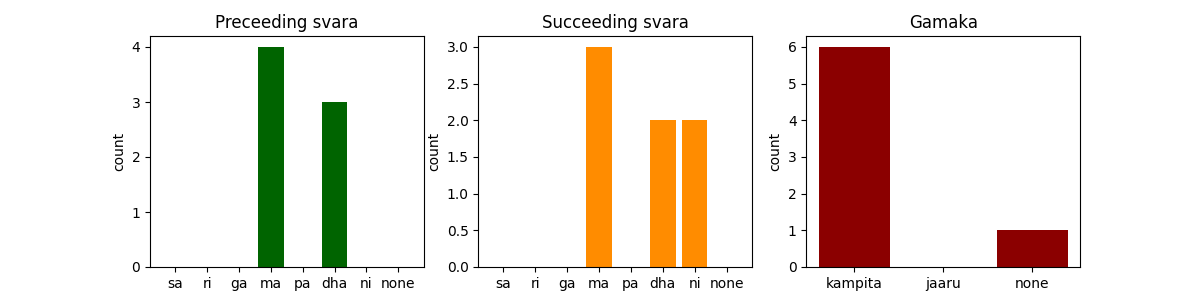 Preceeding svara
count
4
3
2
1
0
sa ri ga ma pa dha ni none
Succeeding svara
count
3.0
2.5
2.0
1.5
1.0
0.5
0.0
sa ri ga ma pa dha ni none
Gamaka
count
6
5
4
3
2
1
0
kampita jaaru none